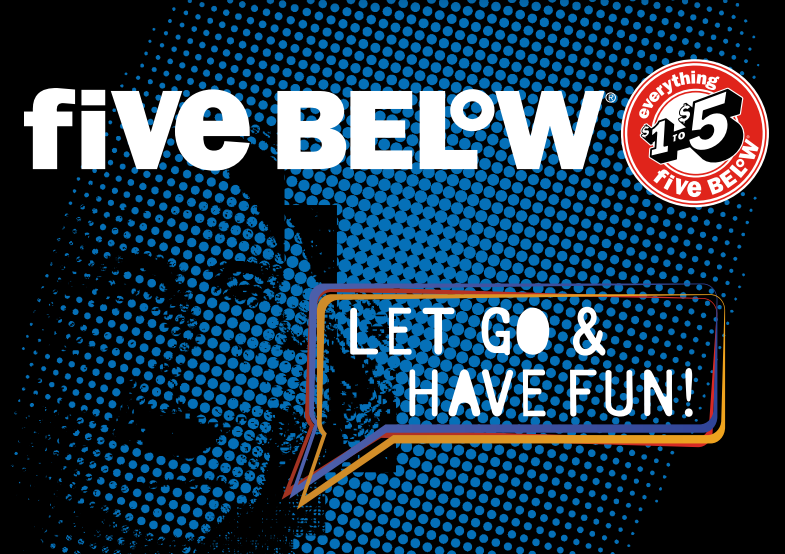 five BELOW®
everything
$1 TO $5
five BELOW
LET GO &
HAVE FUN!